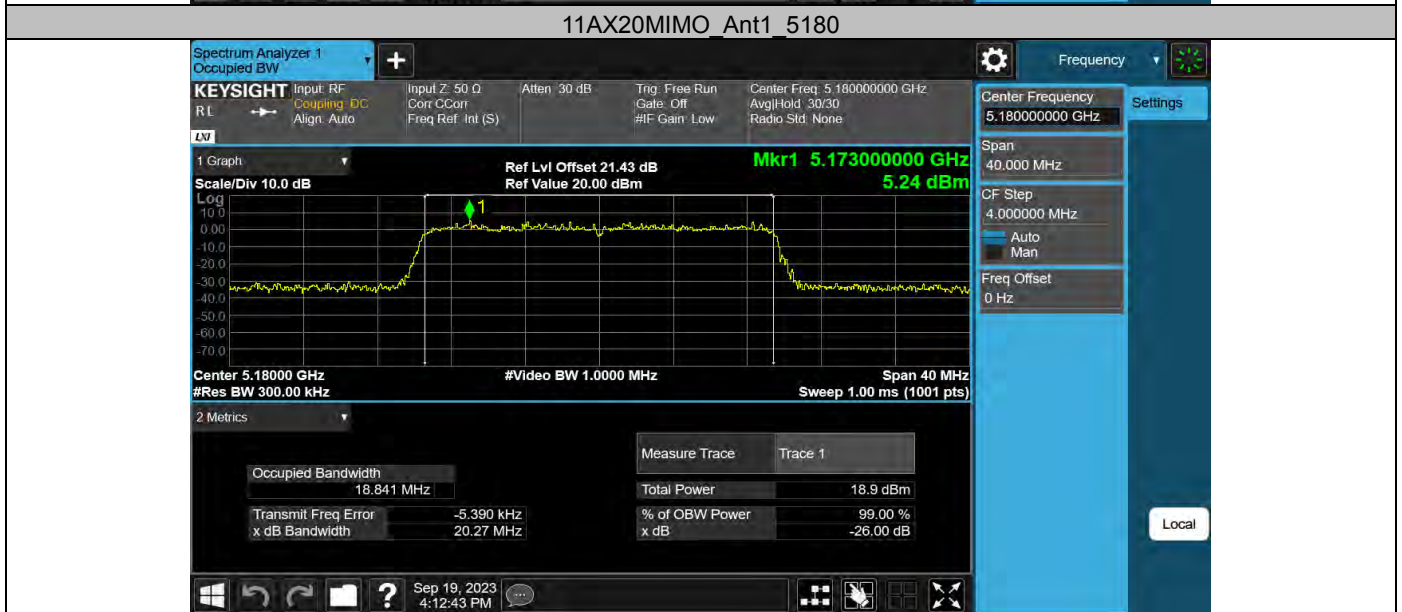 11AX20MIMO_Ant1_5180
Spectrum Analyzer 1
Occupied BW
Frequency
KEYSIGHT
R L
LXI
Input: RF
Coupling: DC
Align: Auto
Input Z: 50 Ω
Corr CCorr
Freq Ref: Int (S)
Atten: 30 dB
Trig: Free Run
Gate: Off
#IF Gain: Low
Center Freq: 5.180000000 GHz
Avg|Hold: 30/30
Radio Std: None
Center Frequency
5.180000000 GHz
Settings
Span
40.000 MHz
CF Step
4.000000 MHz
Auto
Man
Freq Offset
0 Hz
Local
1 Graph
Scale/Div 10.0 dB
Ref Lvl Offset 21.43 dB
Ref Value 20.00 dBm
Mkr1 5.173000000 GHz
5.24 dBm
Log
10.0
0.00
-10.0
-20.0
-30.0
-40.0
-50.0
-60.0
-70.0
1
Center 5.18000 GHz
#Res BW 300.00 kHz
#Video BW 1.0000 MHz
Span 40 MHz
Sweep 1.00 ms (1001 pts)
2 Metrics
Measure Trace Trace 1
Occupied Bandwidth
18.841 MHz
Total Power 18.9 dBm
Transmit Freq Error -5.390 kHz
% of OBW Power 99.00 %
x dB Bandwidth 20.27 MHz
x dB -26.00 dB
Sep 19, 2023
4:12:43 PM